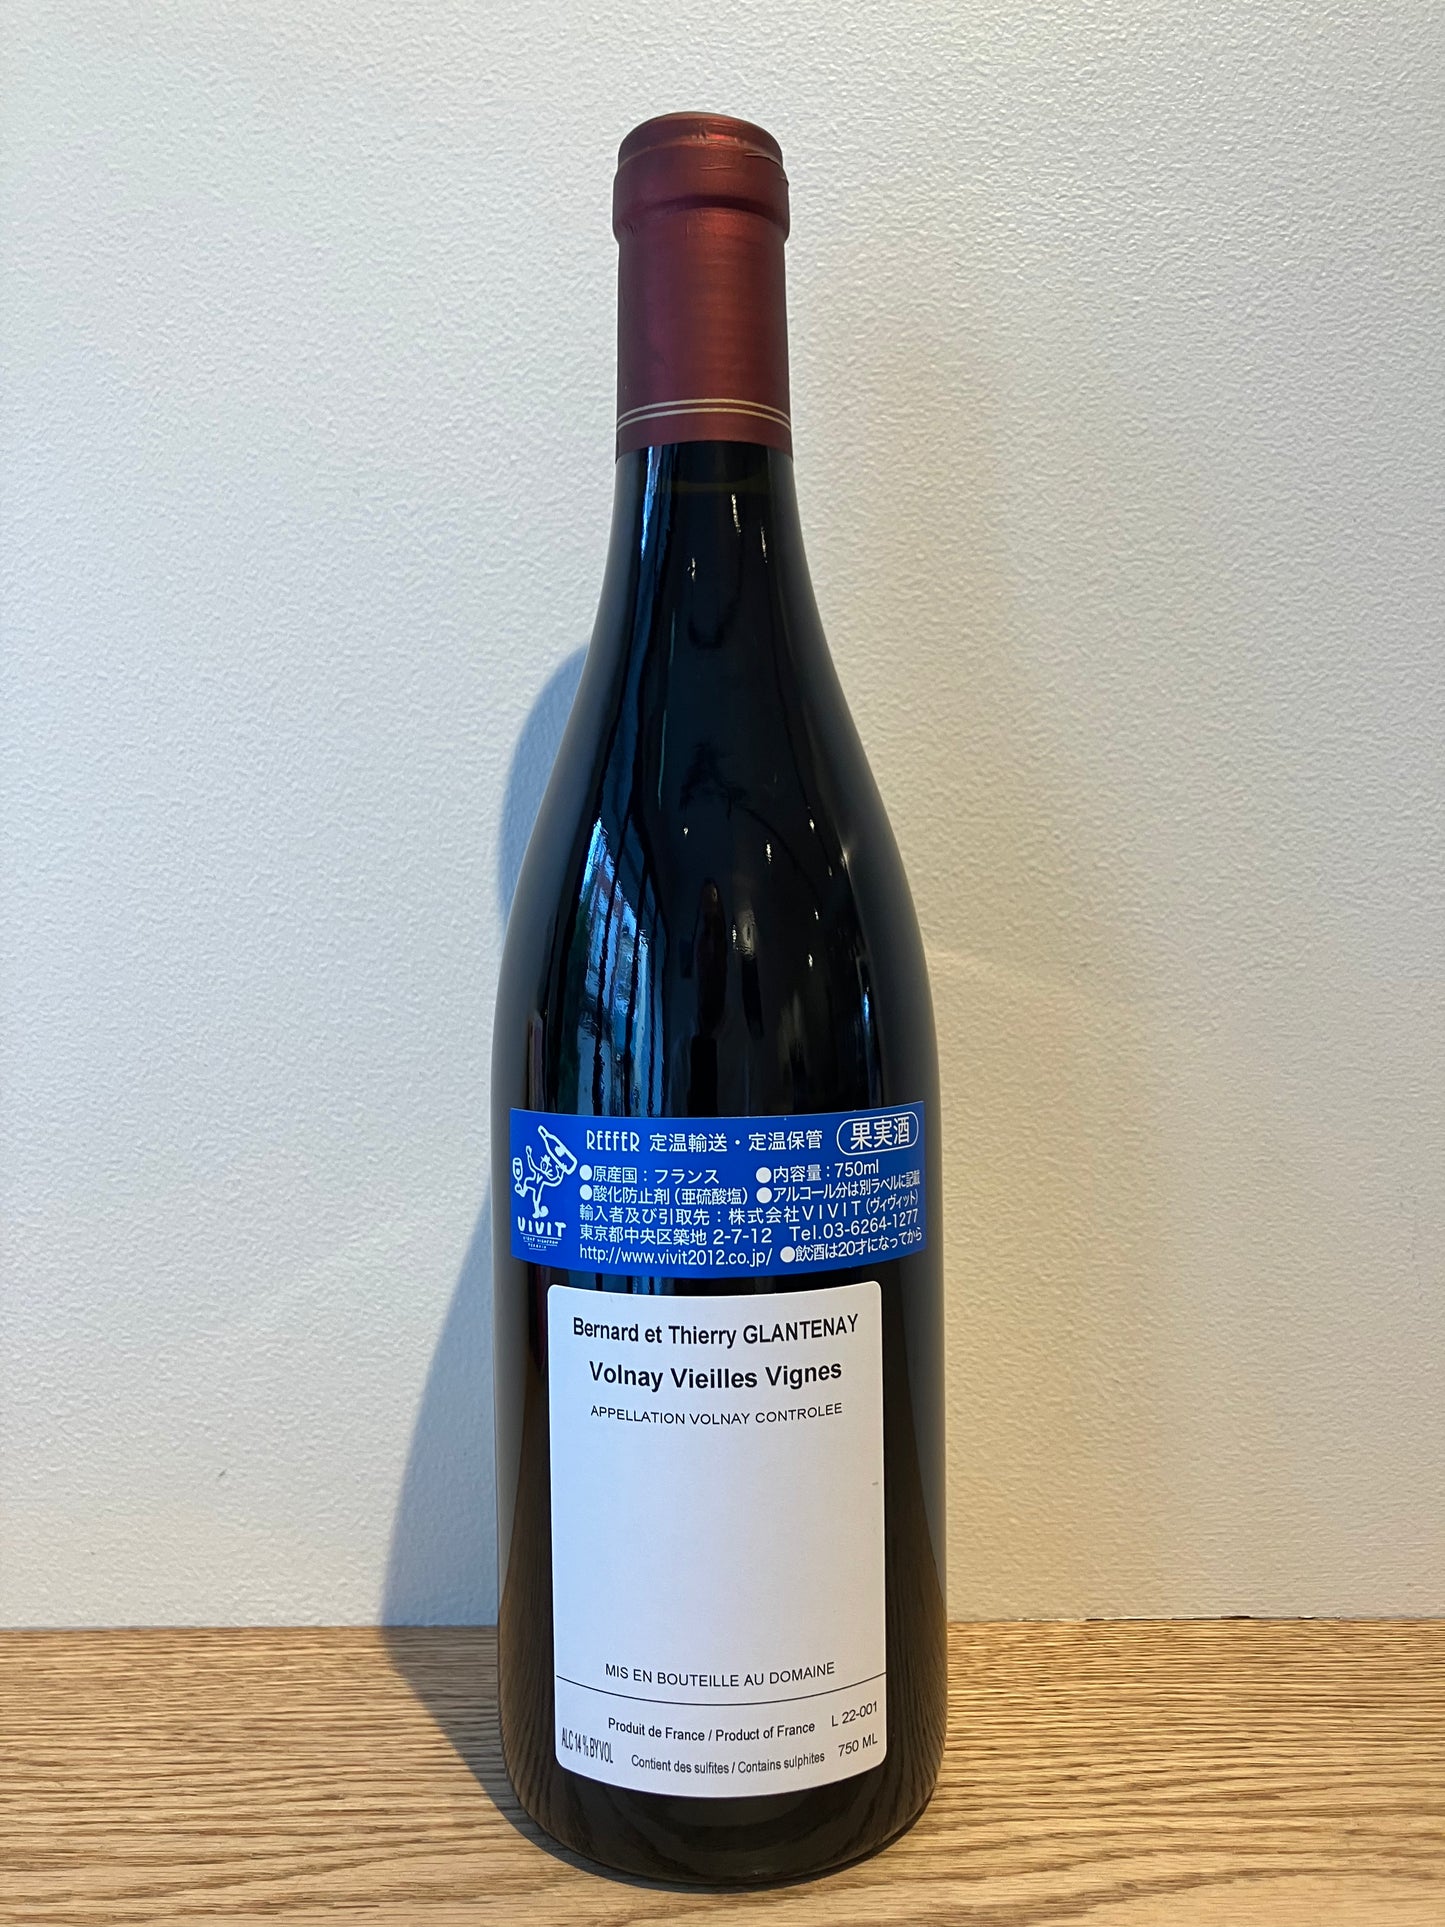 REEFER 定温輸送・定温保管 果実酒
●原産国：フランス ●内容量：750ml
●酸化防止剤（亜硫酸塩） ●アルコール分は別ラベルに記載
輸入者及び引取先：株式会社VIVIT（ヴィヴィット）
東京都中央区築地 2-7-12 Tel.03-6264-1277
http://www.vivit2012.co.jp/ ●飲酒は20才になってから
VIVIT
Bernard et Thierry GLANTENAY
Volnay Vieilles Vignes
APPELLATION VOLNAY CONTROLEE
MIS EN BOUTEILLE AU DOMAINE
Produit de France / Product of France L 22-001
ALC 14 % BY VOL Contient des sulfites / Contains sulphites 750 ML